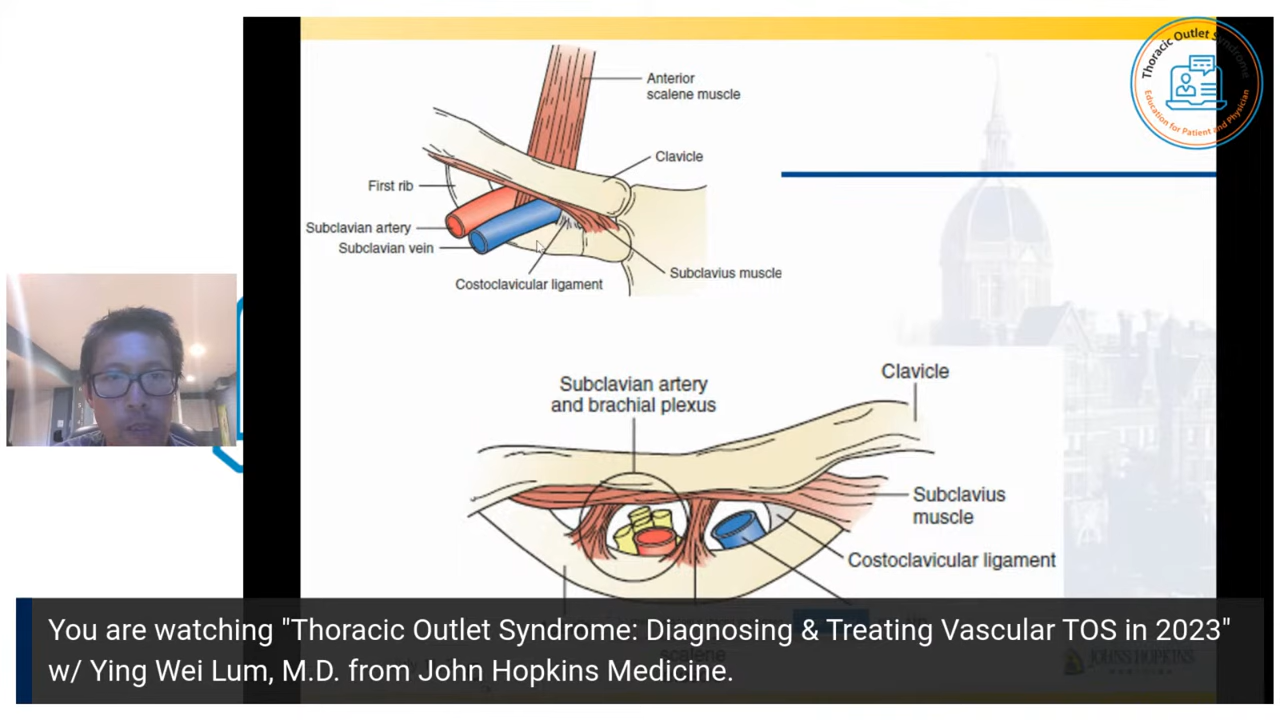 Thoracic Outlet Syndrome
Education for Patient and Physician
Anterior
scalene muscle
Clavicle
First rib
Subclavian artery
Subclavian vein
Costoclavicular ligament
Subclavius muscle
Subclavian artery
and brachial plexus
Clavicle
Subclavius
muscle
Costoclavicular ligament
You are watching "Thoracic Outlet Syndrome: Diagnosing & Treating Vascular TOS in 2023"
scalene
w/ Ying Wei Lum, M.D. from John Hopkins Medicine.
JOHNS HOPKINS
MEDICINE